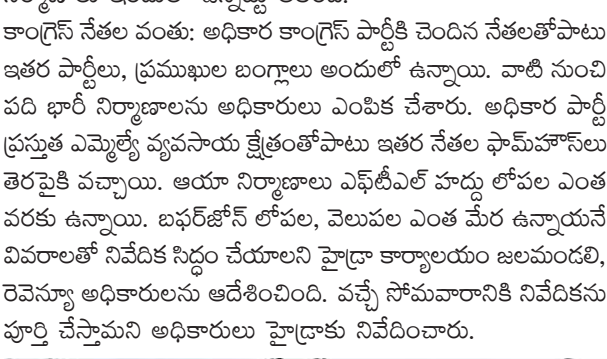 కాంగ్రెస్ నేతల వంతు: అధికార కాంగ్రెస్ పార్టీకి చెందిన నేతలతోపాటు
ఇతర పార్టీలు, ప్రముఖుల బంగ్లాలు అందులో ఉన్నాయి. వాటి నుంచి
పది భారీ నిర్మాణాలను అధికారులు ఎంపిక చేశారు. అధికార పార్టీ
ప్రస్తుత ఎమ్మెల్యే వ్యవసాయ క్షేత్రంతోపాటు ఇతర నేతల ఫామ్‌హౌస్‌లు
తెరపైకి వచ్చాయి. ఆయా నిర్మాణాలు ఎఫ్‌టీఎల్ హద్దు లోపల ఎంత
వరకు ఉన్నాయి. బఫర్‌జోన్ లోపల, వెలుపల ఎంత మేర ఉన్నాయనే
వివరాలతో నివేదిక సిద్ధం చేయాలని హైడ్రా కార్యాలయం జలమండలి,
రెవెన్యూ అధికారులను ఆదేశించింది. వచ్చే సోమవారానికి నివేదికను
పూర్తి చేస్తామని అధికారులు హైడ్రాకు నివేదించారు.